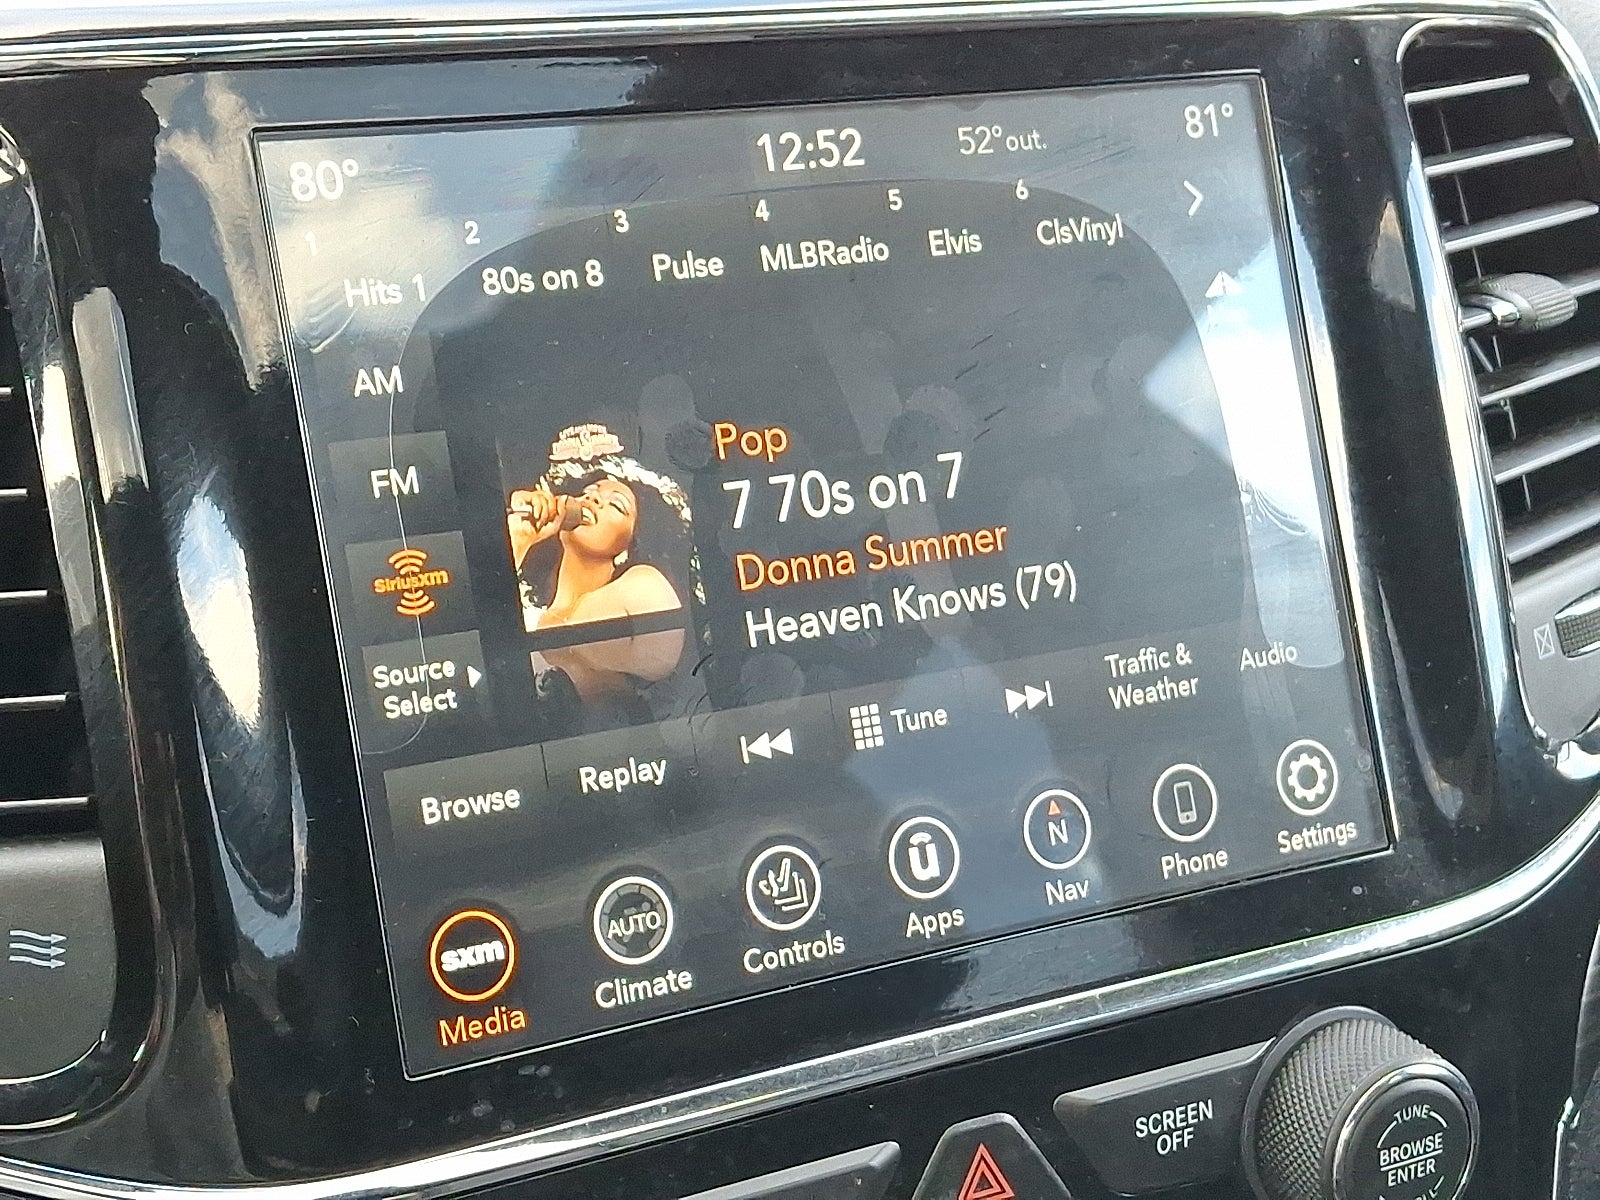 80° 12:52 52° out. 81°
1 2 3 4 5 6
Hits 1 80s on 8 Pulse MLBRadio Elvis ClsVinyl
AM
FM
siriusxm
Source
Select
Pop
7 70s on 7
Donna Summer
Heaven Knows (79)
Browse Replay Tune
Traffic &
Weather
Audio
sxm AUTO u N
Media Climate Controls Apps Nav Phone Settings
SCREEN
OFF
TUNE
BROWSE
ENTER